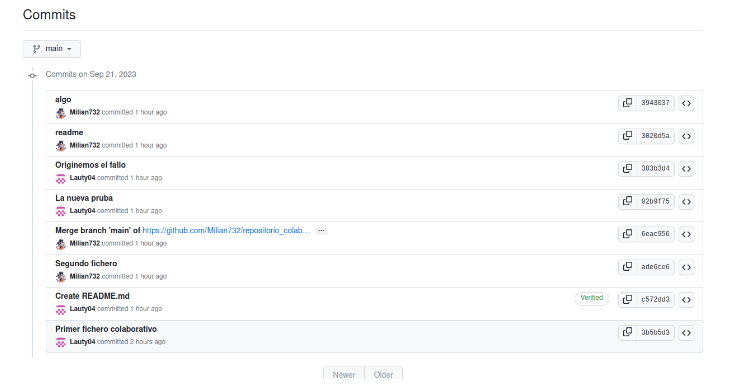 Commits
main
Commits on Sep 21, 2023
algo
Milian732 committed 1 hour ago
3943037
readme
Milian732 committed 1 hour ago
3020d5a
Originemos el fallo
Lauty04 committed 1 hour ago
383b3d4
La nueva pruba
Lauty04 committed 1 hour ago
02b9f75
Merge branch 'main' of https://github.com/Milian732/repositorio_colab… …
Milian732 committed 1 hour ago
6eac956
Segundo fichero
Milian732 committed 1 hour ago
ade6ce6
Create README.md
Lauty04 committed 1 hour ago
Verified
c572dd3
Primer fichero colaborativo
Lauty04 committed 2 hours ago
3b5b5d3
Newer Older